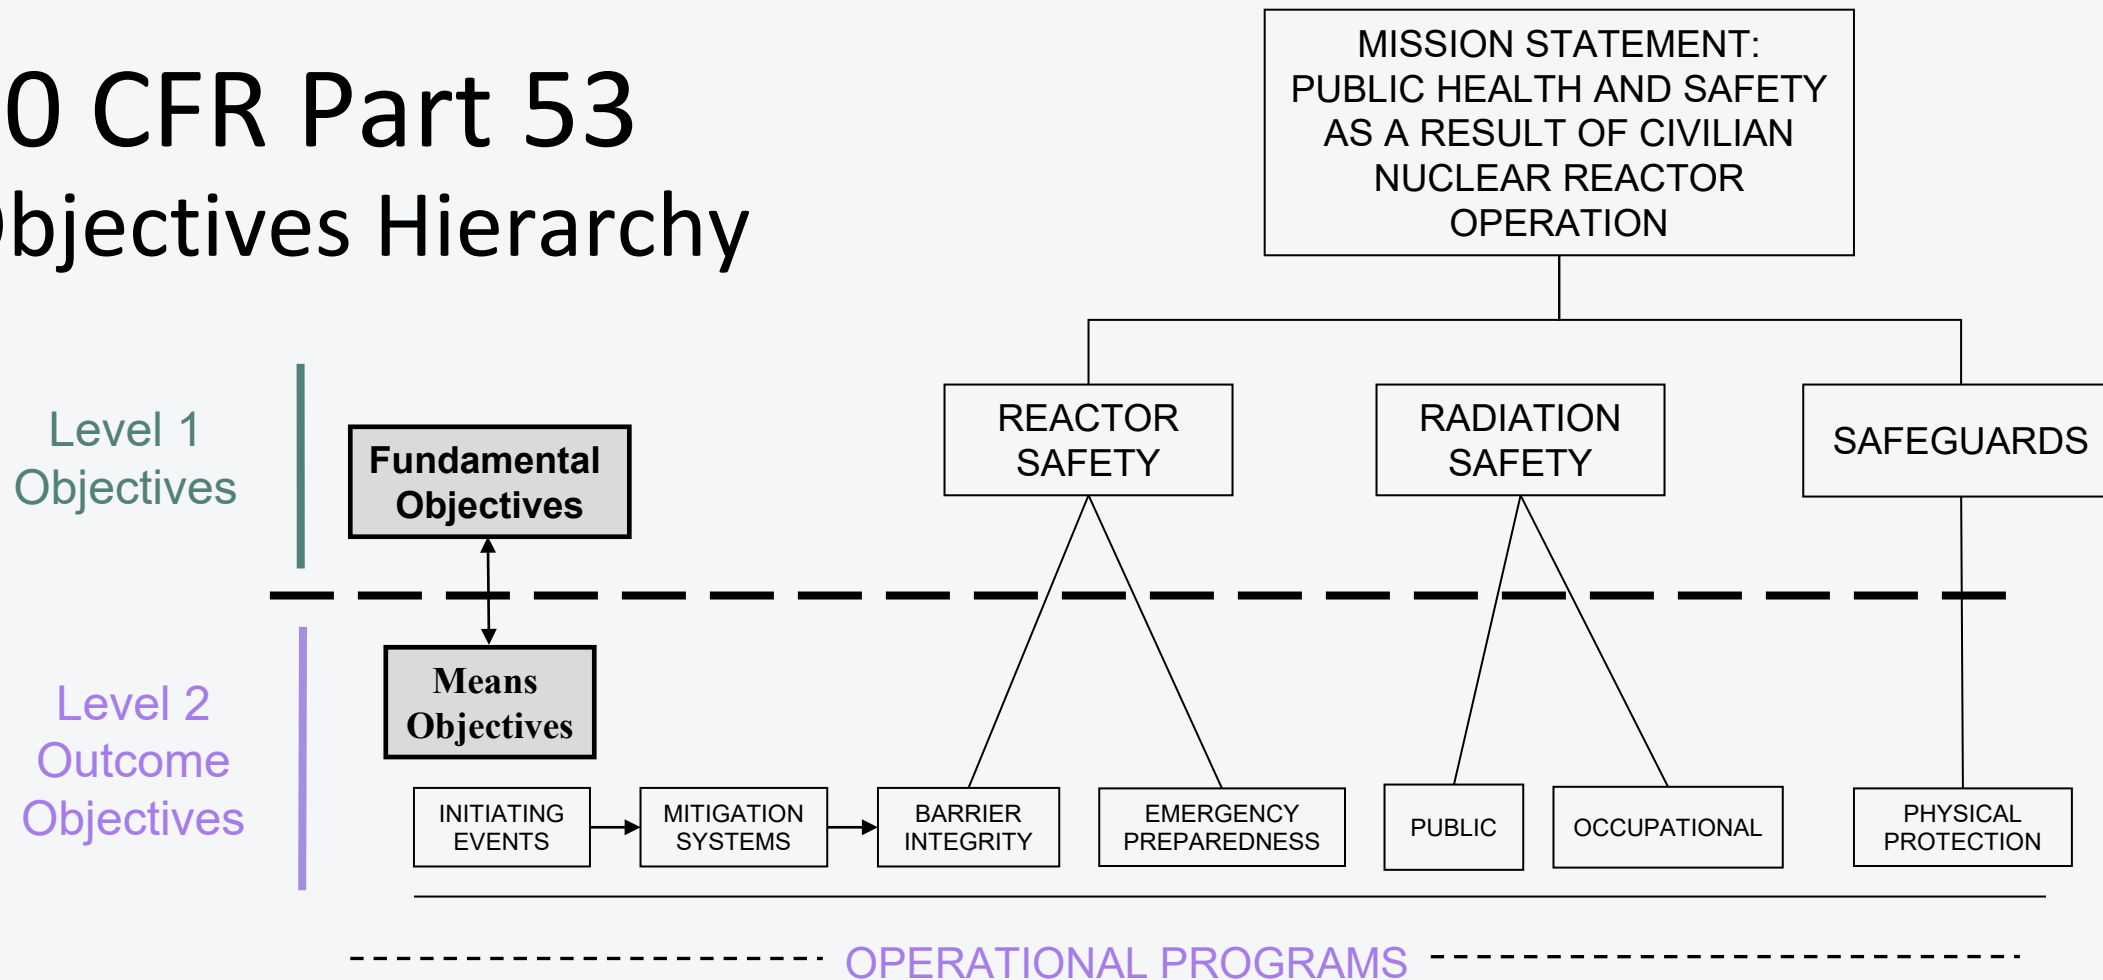 0 CFR Part 53
Objectives Hierarchy
MISSION STATEMENT:
PUBLIC HEALTH AND SAFETY
AS A RESULT OF CIVILIAN
NUCLEAR REACTOR
OPERATION
Level 1
Objectives
Fundamental
Objectives
REACTOR
SAFETY
RADIATION
SAFETY
SAFEGUARDS
Level 2
Outcome
Objectives
Means
Objectives
INITIATING
EVENTS
MITIGATION
SYSTEMS
BARRIER
INTEGRITY
EMERGENCY
PREPAREDNESS
PUBLIC
OCCUPATIONAL
PHYSICAL
PROTECTION
OPERATIONAL PROGRAMS